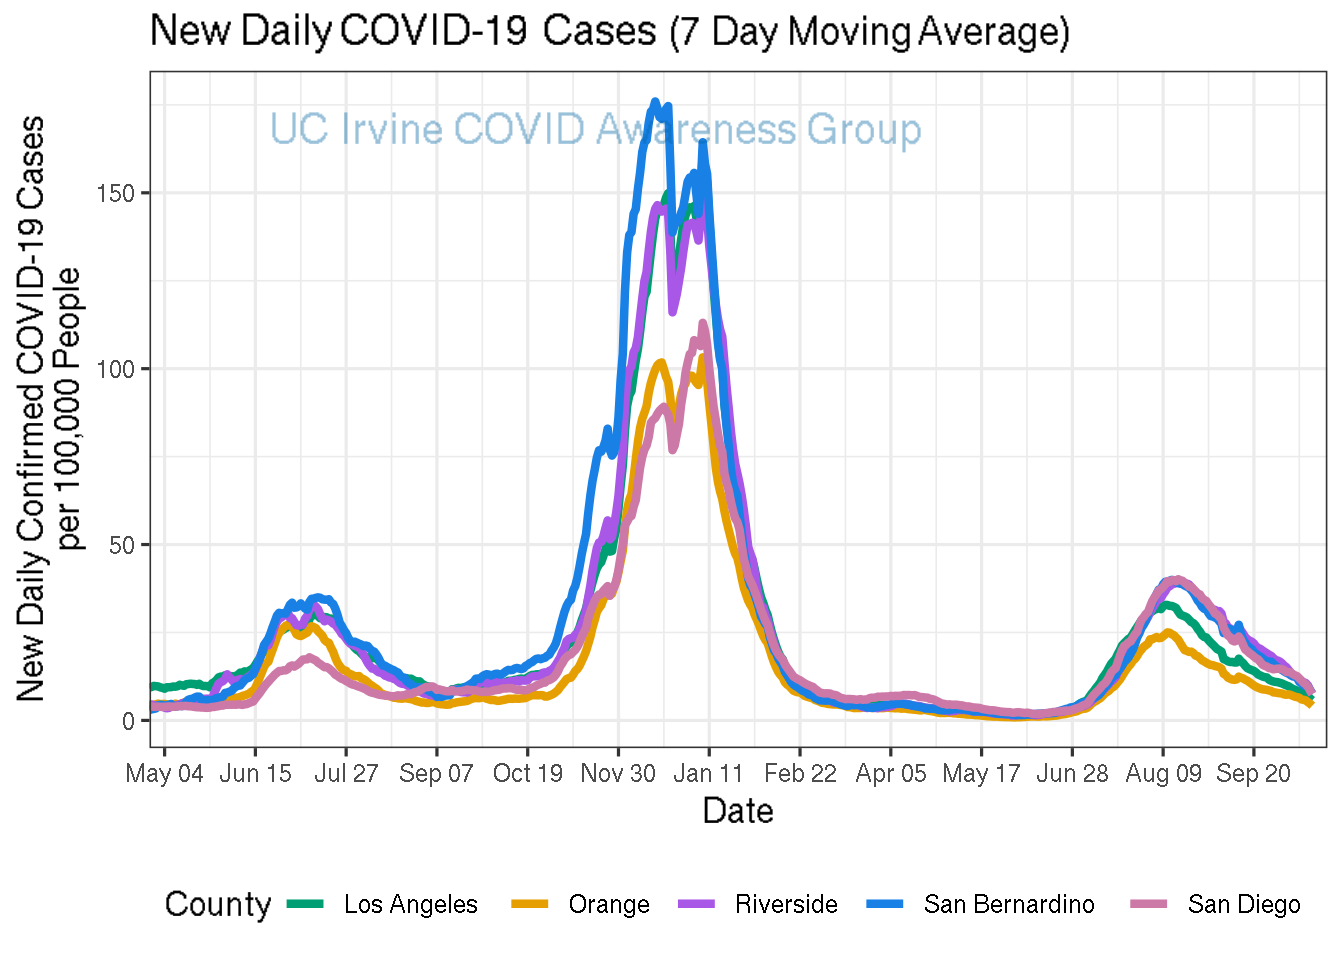 New Daily COVID-19 Cases (7 Day Moving Average)
UC Irvine COVID Awareness Group
New Daily Confirmed COVID-19 Cases
per 100,000 People
150
100
50
0
May 04 Jun 15 Jul 27 Sep 07 Oct 19 Nov 30 Jan 11 Feb 22 Apr 05 May 17 Jun 28 Aug 09 Sep 20
Date
County Los Angeles Orange Riverside San Bernardino San Diego